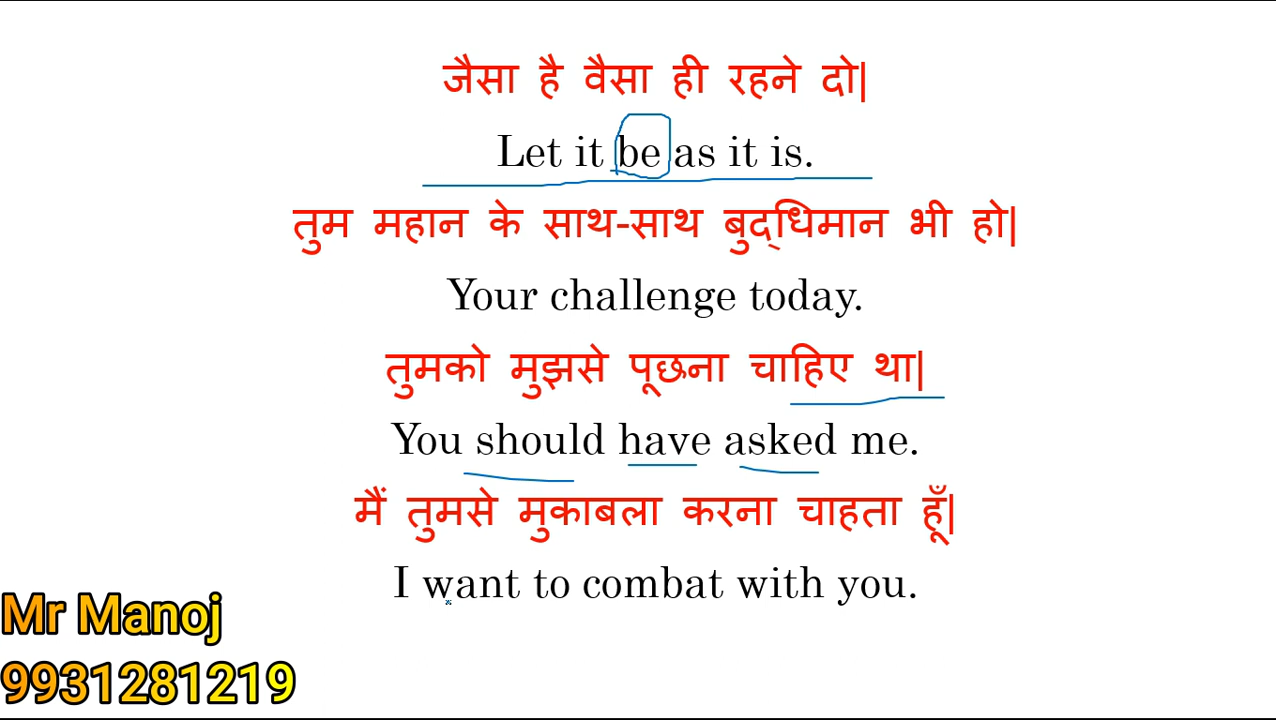 जैसा है वैसा ही रहने दो|
Let it be as it is.
तुम महान के साथ-साथ बुद्धिमान भी हो|
Your challenge today.
तुमको मुझसे पूछना चाहिए था|
You should have asked me.
मैं तुमसे मुकाबला करना चाहता हूँ|
I want to combat with you.
Mr Manoj
9931281219